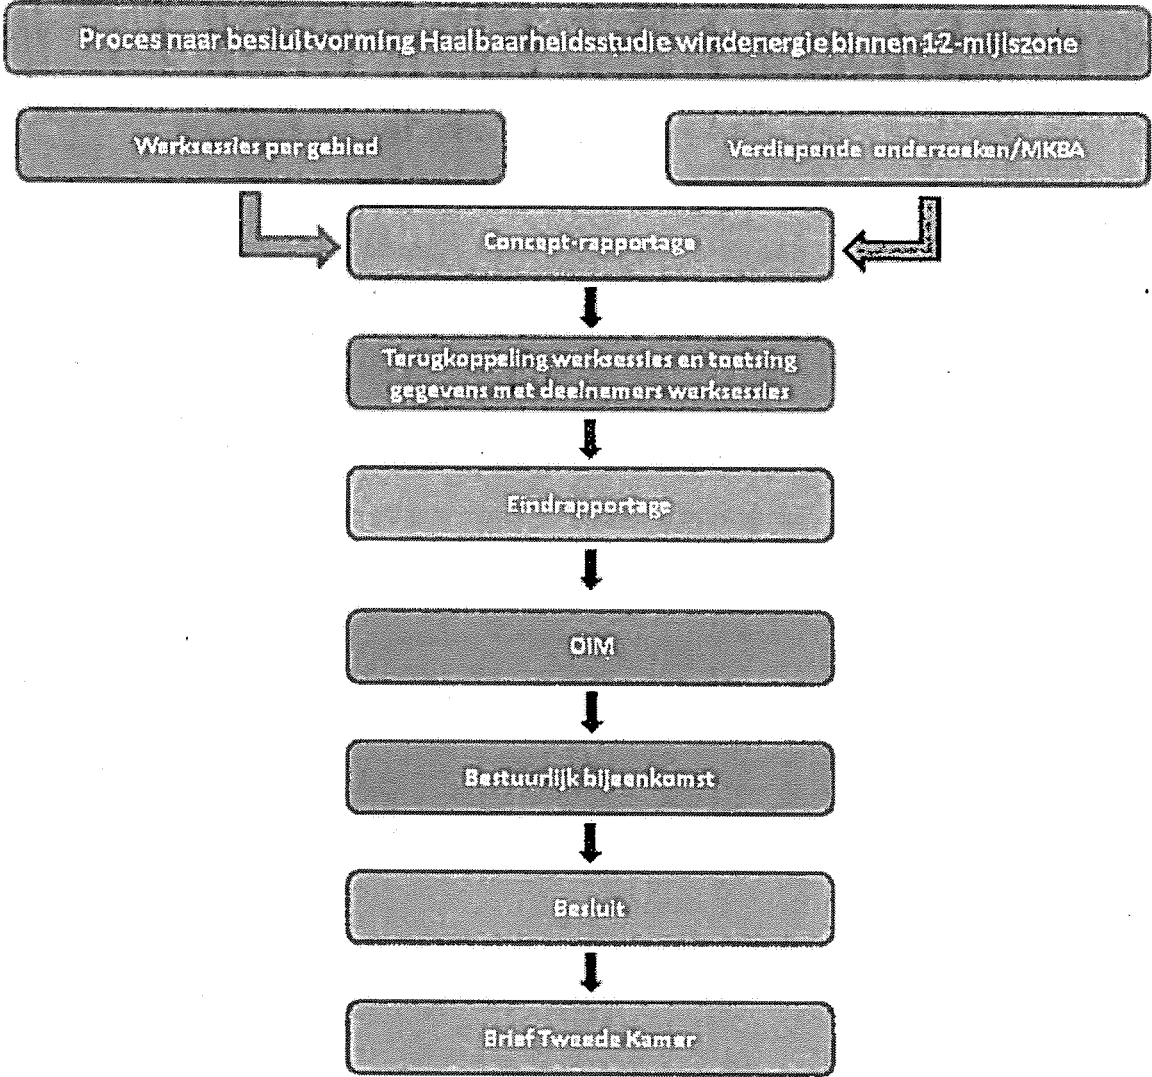 Proces naar besluitvorming Haalbaarheidsstudie windenergie binnen 12-mijlszone
Werksessies per gebied
Verdiepende onderzoeken/MKBA
Concept-rapportage
Terugkoppeling werksessies en toetsing
gegevens met deelnemers werksessies
Eindrapportage
OIM
Bestuurlijk bijeenkomst
Besluit
Brief Tweede Kamer